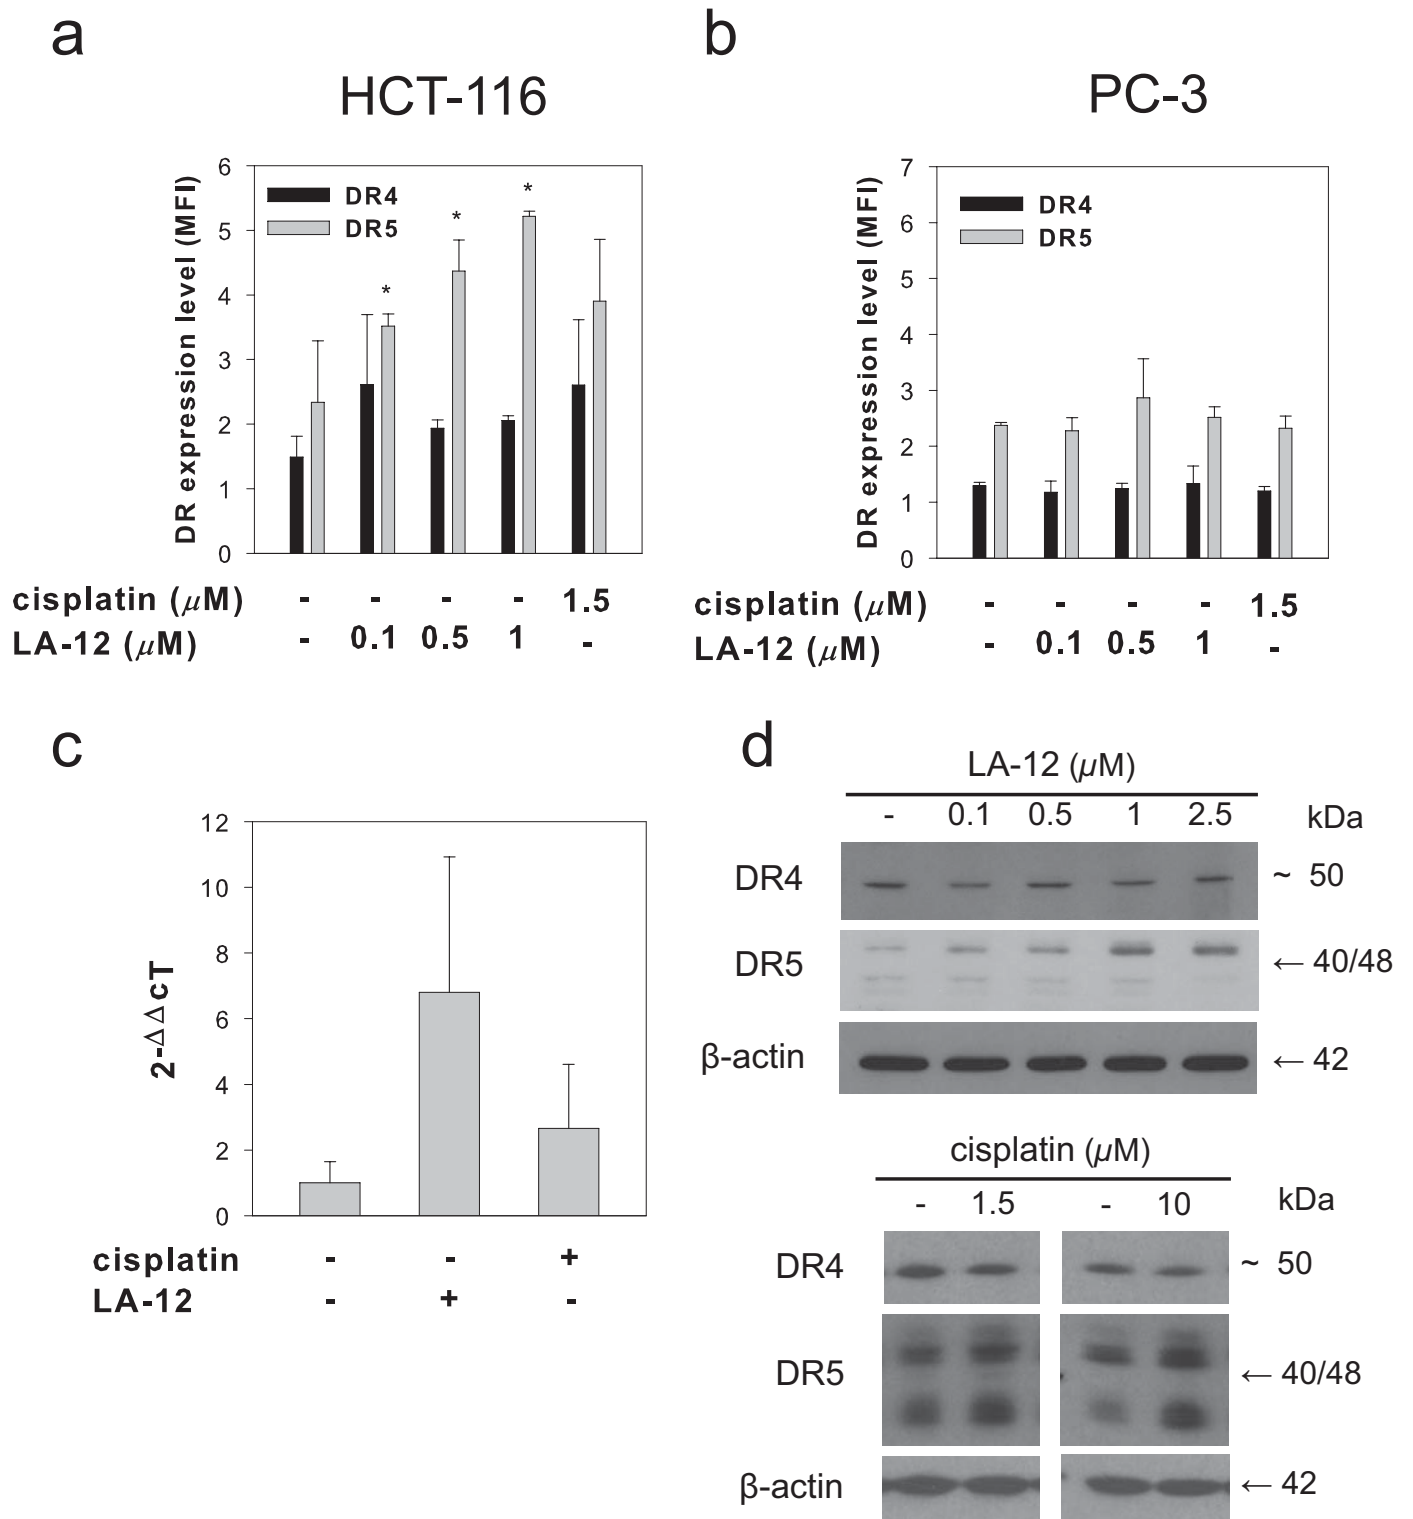 a
HCT-116
DR expression level (MFI)
6
5
4
3
2
1
0
DR4
DR5
*
*
*
cisplatin (μM) - - - - 1.5
LA-12 (μM) - 0.1 0.5 1 -
b
PC-3
DR expression level (MFI)
7
6
5
4
3
2
1
0
DR4
DR5
cisplatin (μM) - - - - 1.5
LA-12 (μM) - 0.1 0.5 1 -
c
2-ΔΔcT
12
10
8
6
4
2
0
cisplatin - - +
LA-12 - + -
d
LA-12 (μM)
- 0.1 0.5 1 2.5 kDa
DR4 ~ 50
DR5 ← 40/48
β-actin ← 42
cisplatin (μM)
- 1.5 - 10 kDa
DR4 ~ 50
DR5 ← 40/48
β-actin ← 42